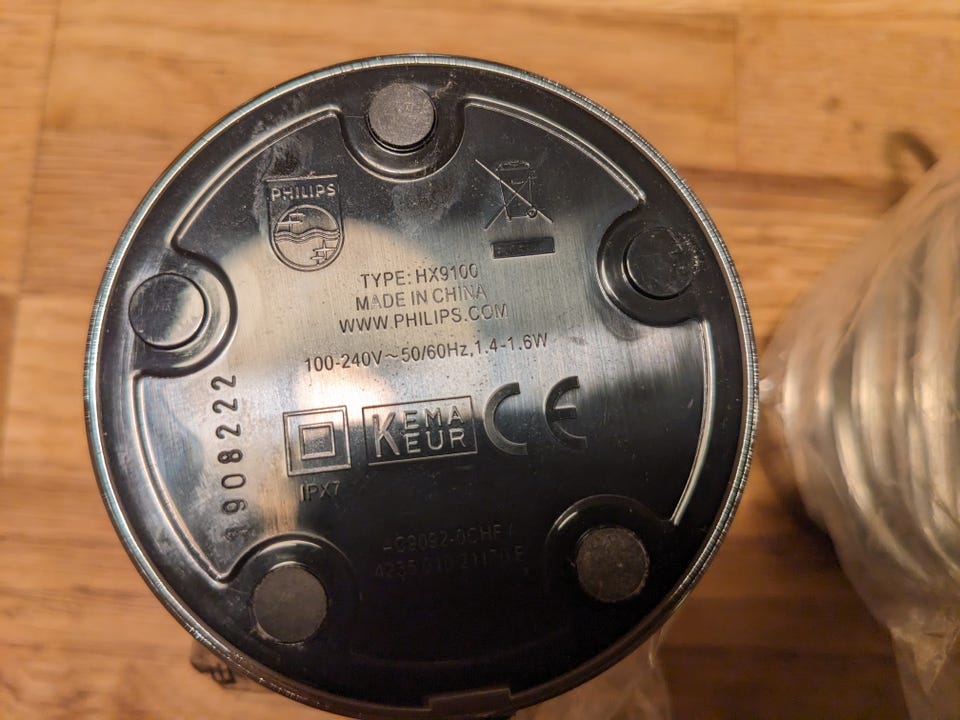 PHILIPS
TYPE: HX9100
MADE IN CHINA
WWW.PHILIPS.COM
100-240V~50/60Hz,1.4-1.6W
1908222
KEMA
KEUR
CE
IPX7